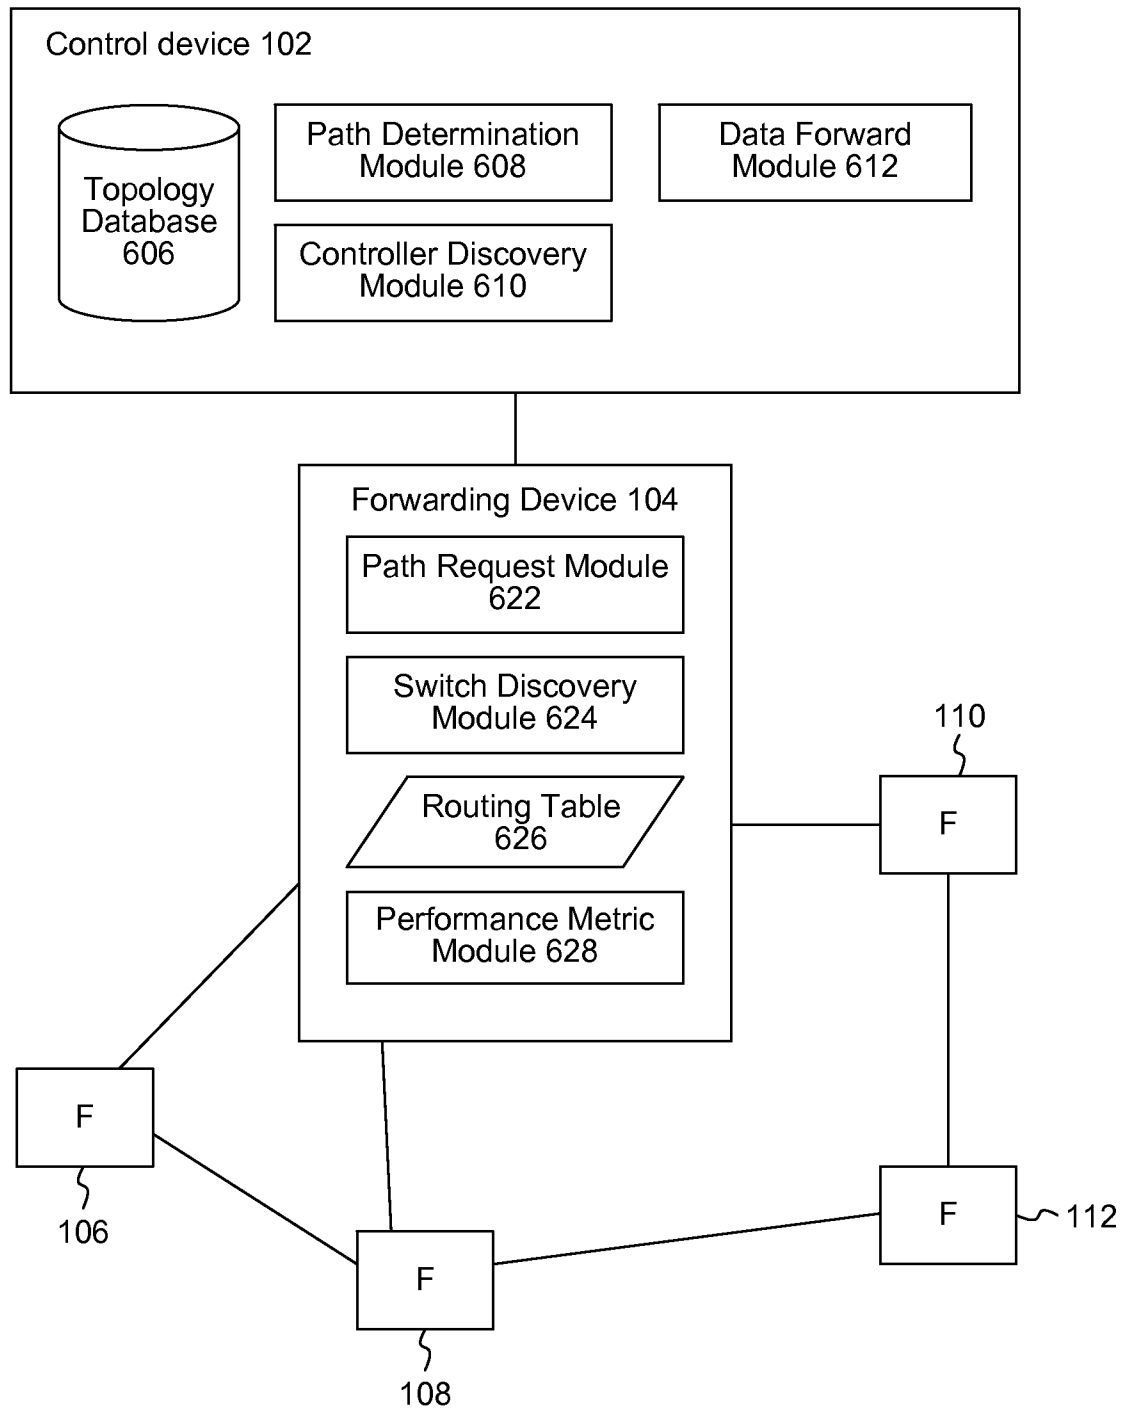 Control device 102
Topology
Database
606
Path Determination
Module 608
Data Forward
Module 612
Controller Discovery
Module 610
Forwarding Device 104
Path Request Module
622
Switch Discovery
Module 624
Routing Table
626
Performance Metric
Module 628
110
F
F
106
F
108
F
112